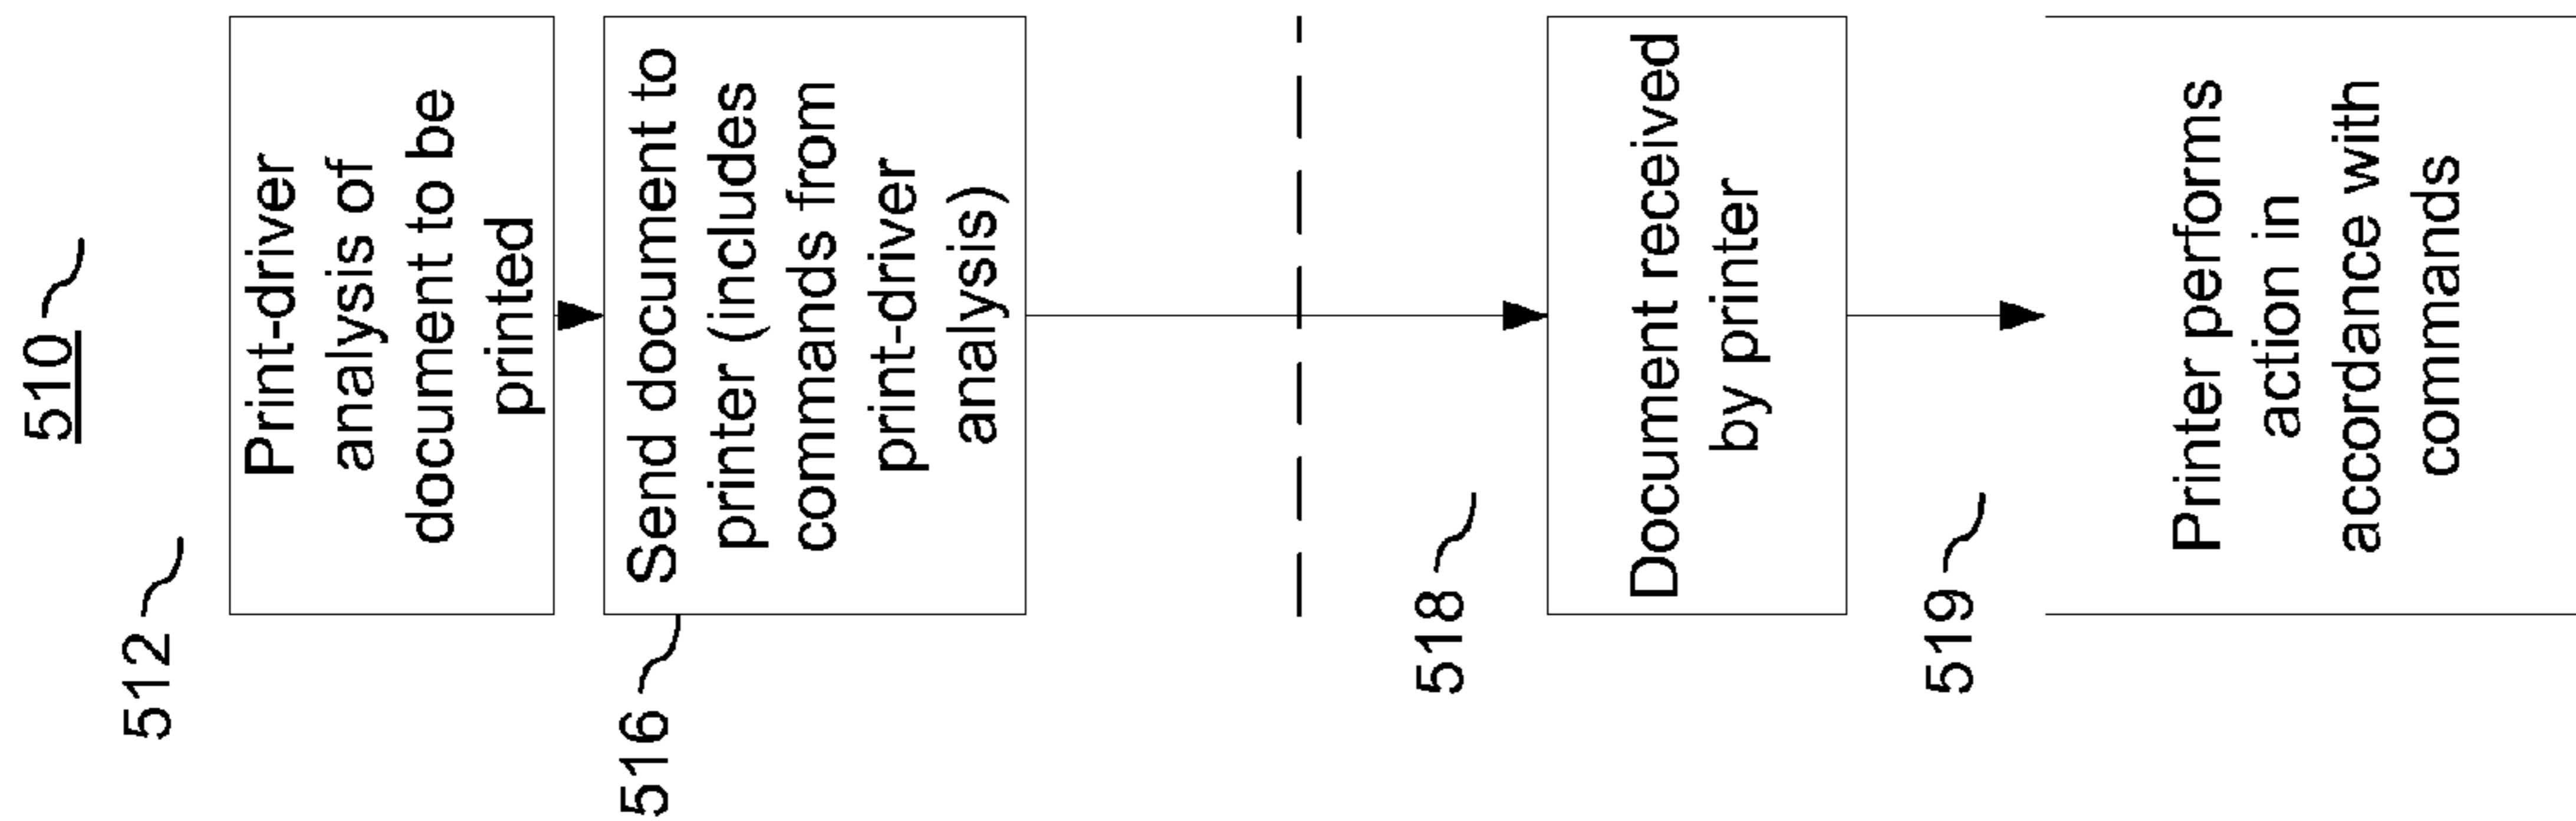 510
512
Print-driver
analysis of
document to be
printed
516
Send document to
printer (includes
commands from
print-driver
analysis)
518
Document received
by printer
519
Printer performs
action in
accordance with
commands